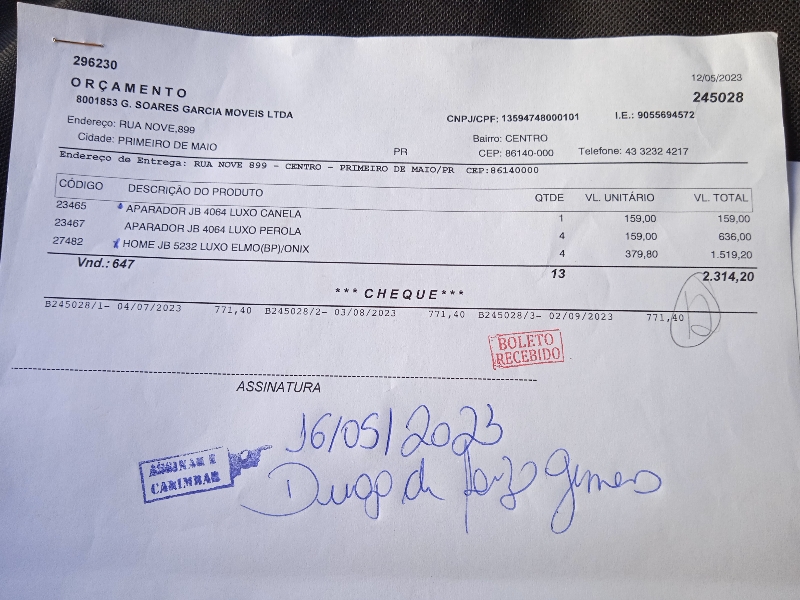 296230
12/05/2023
ORÇAMENTO
245028
8001853 G. SOARES GARCIA MOVEIS LTDA
CNPJ/CPF: 13594748000101 I.E.: 9055694572
Endereço: RUA NOVE,899
Bairro: CENTRO
Cidade: PRIMEIRO DE MAIO PR CEP: 86140-000 Telefone: 43 3232 4217
Endereço de Entrega: RUA NOVE 899 - CENTRO - PRIMEIRO DE MAIO/PR CEP:86140000
CÓDIGO DESCRIÇÃO DO PRODUTO QTDE VL. UNITÁRIO VL. TOTAL
23465 APARADOR JB 4064 LUXO CANELA 1 159,00 159,00
23467 APARADOR JB 4064 LUXO PEROLA 4 159,00 636,00
27482 HOME JB 5232 LUXO ELMO(BP)/ONIX 4 379,80 1.519,20
Vnd.: 647 13 2.314,20
*** CHEQUE***
B245028/1- 04/07/2023 771,40 B245028/2- 03/08/2023 771,40 B245028/3- 02/09/2023 771,40
BOLETO
RECEBIDO
ASSINATURA
16/05/2023
ASSINAR E
CARIMBAR